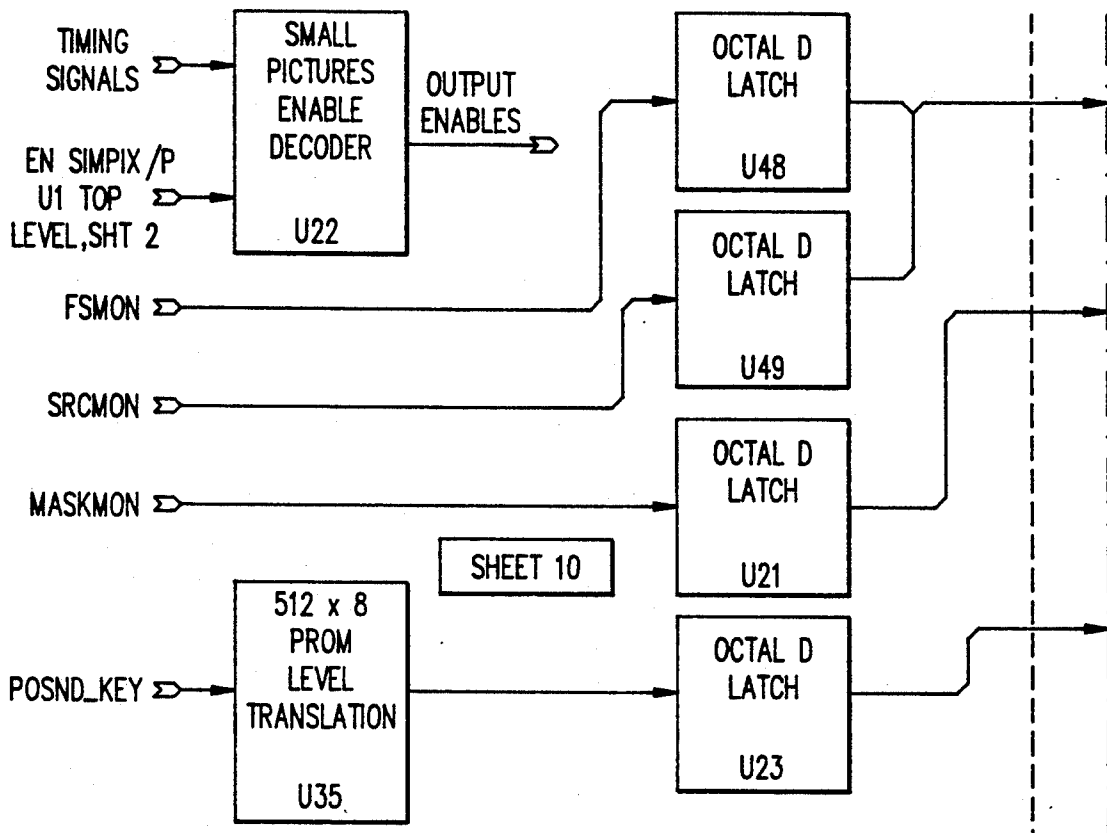 TIMING
SIGNALS
SMALL
PICTURES
ENABLE
DECODER
U22
OUTPUT
ENABLES
EN SIMPIX/P
U1 TOP
LEVEL,SHT 2
FSMON
SRCMON
MASKMON
POSND_KEY
512 x 8
PROM
LEVEL
TRANSLATION
U35
SHEET 10
OCTAL D
LATCH
U48
OCTAL D
LATCH
U49
OCTAL D
LATCH
U21
OCTAL D
LATCH
U23